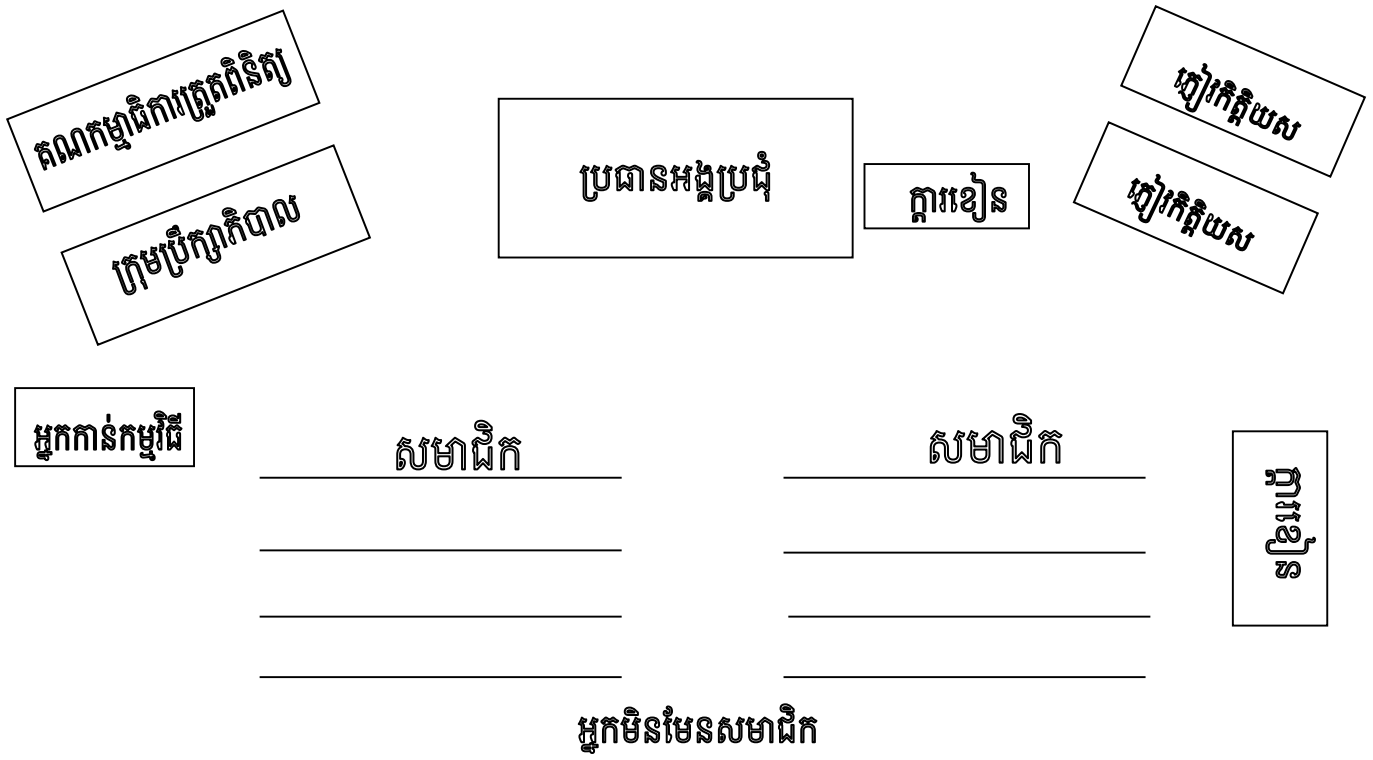 គណកម្មាធិការត្រួតពិនិត្យ
ក្រុមប្រឹក្សាភិបាល
ប្រធានអង្គប្រជុំ
ក្តារខៀន
ភ្ញៀវកិត្តិយស
ភ្ញៀវកិត្តិយស
អ្នកកាន់កម្មវិធី
សមាជិក
សមាជិក
ក្តារខៀន
អ្នកមិនមែនសមាជិក